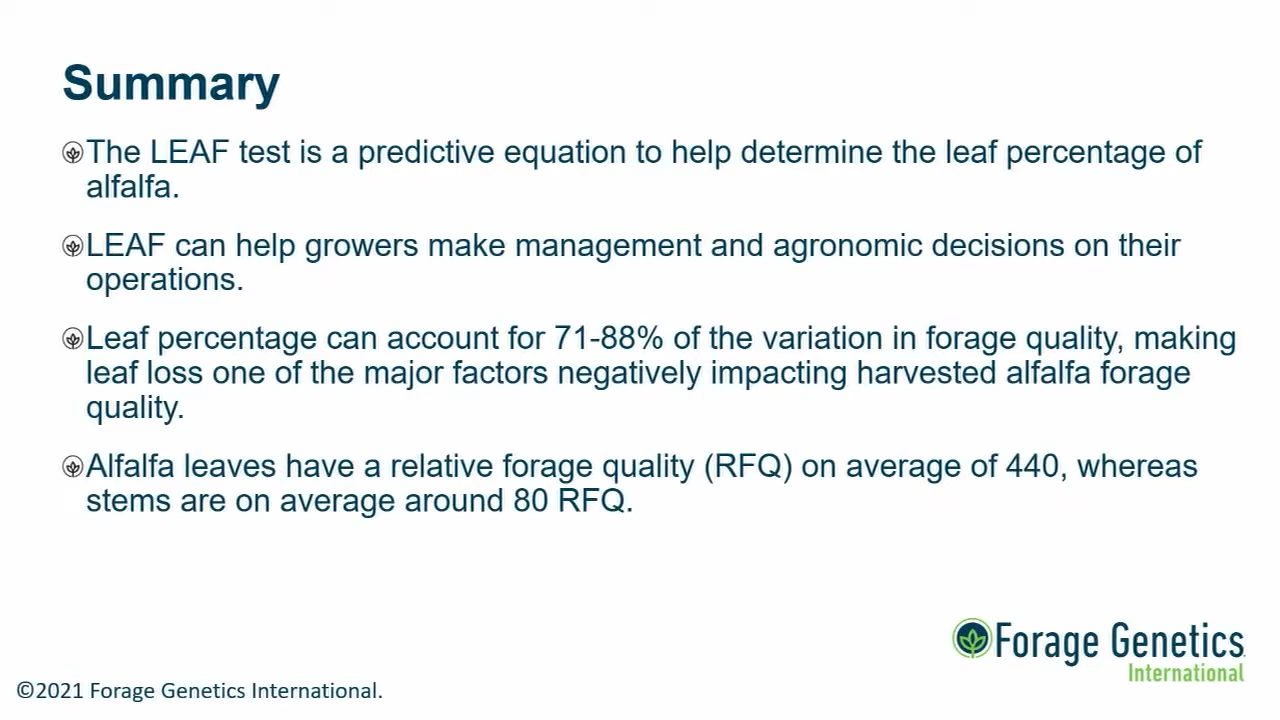 Summary
The LEAF test is a predictive equation to help determine the leaf percentage of
alfalfa.
LEAF can help growers make management and agronomic decisions on their
operations.
Leaf percentage can account for 71-88% of the variation in forage quality, making
leaf loss one of the major factors negatively impacting harvested alfalfa forage
quality.
Alfalfa leaves have a relative forage quality (RFQ) on average of 440, whereas
stems are on average around 80 RFQ.
Forage Genetics
International
©2021 Forage Genetics International.